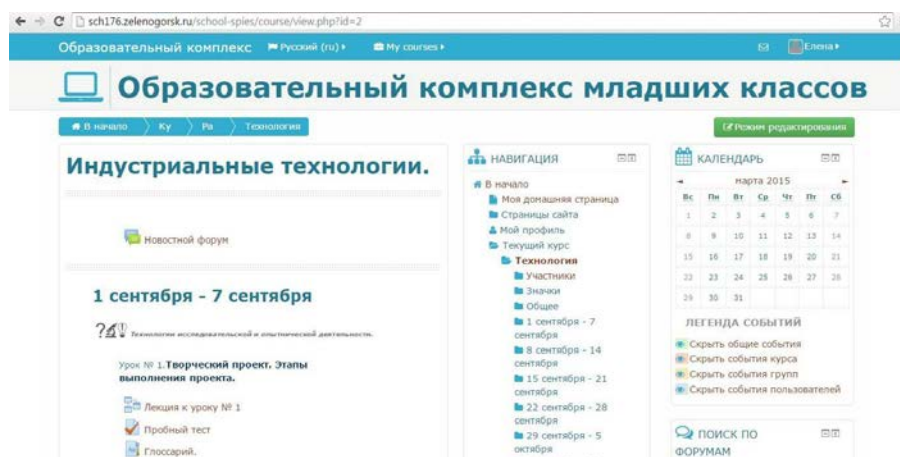 sch176.zelenogorsk.ru/school-spies/course/view.php?id=2
Образовательный комплекс
Русский (ru)
My courses
Елена
Образовательный комплекс младших классов
В начало
Ку
Ра
Технология
Режим редактирования
Индустриальные технологии.
Новостной форум
1 сентября - 7 сентября
Технологии исследовательской и опытнической деятельности.
Урок № 1.Творческий проект. Этапы
выполнения проекта.
Лекция к уроку № 1
Пробный тест
Глоссарий.
НАВИГАЦИЯ
В начало
Моя домашняя страница
Страницы сайта
Мой профиль
Текущий курс
Технология
Участники
Значки
Общее
1 сентября - 7
сентября
8 сентября - 14
сентября
15 сентября - 21
сентября
22 сентября - 28
сентября
29 сентября - 5
октября
КАЛЕНДАРЬ
марта 2015
Вс Пн Вт Ср Чт Пт Сб
1 2 3 4 5 6 7
8 9 10 11 12 13 14
15 16 17 18 19 20 21
22 23 24 25 26 27 28
29 30 31
ЛЕГЕНДА СОБЫТИЙ
Скрыть общие события
Скрыть события курса
Скрыть события групп
Скрыть события пользователей
ПОИСК ПО
ФОРУМАМ